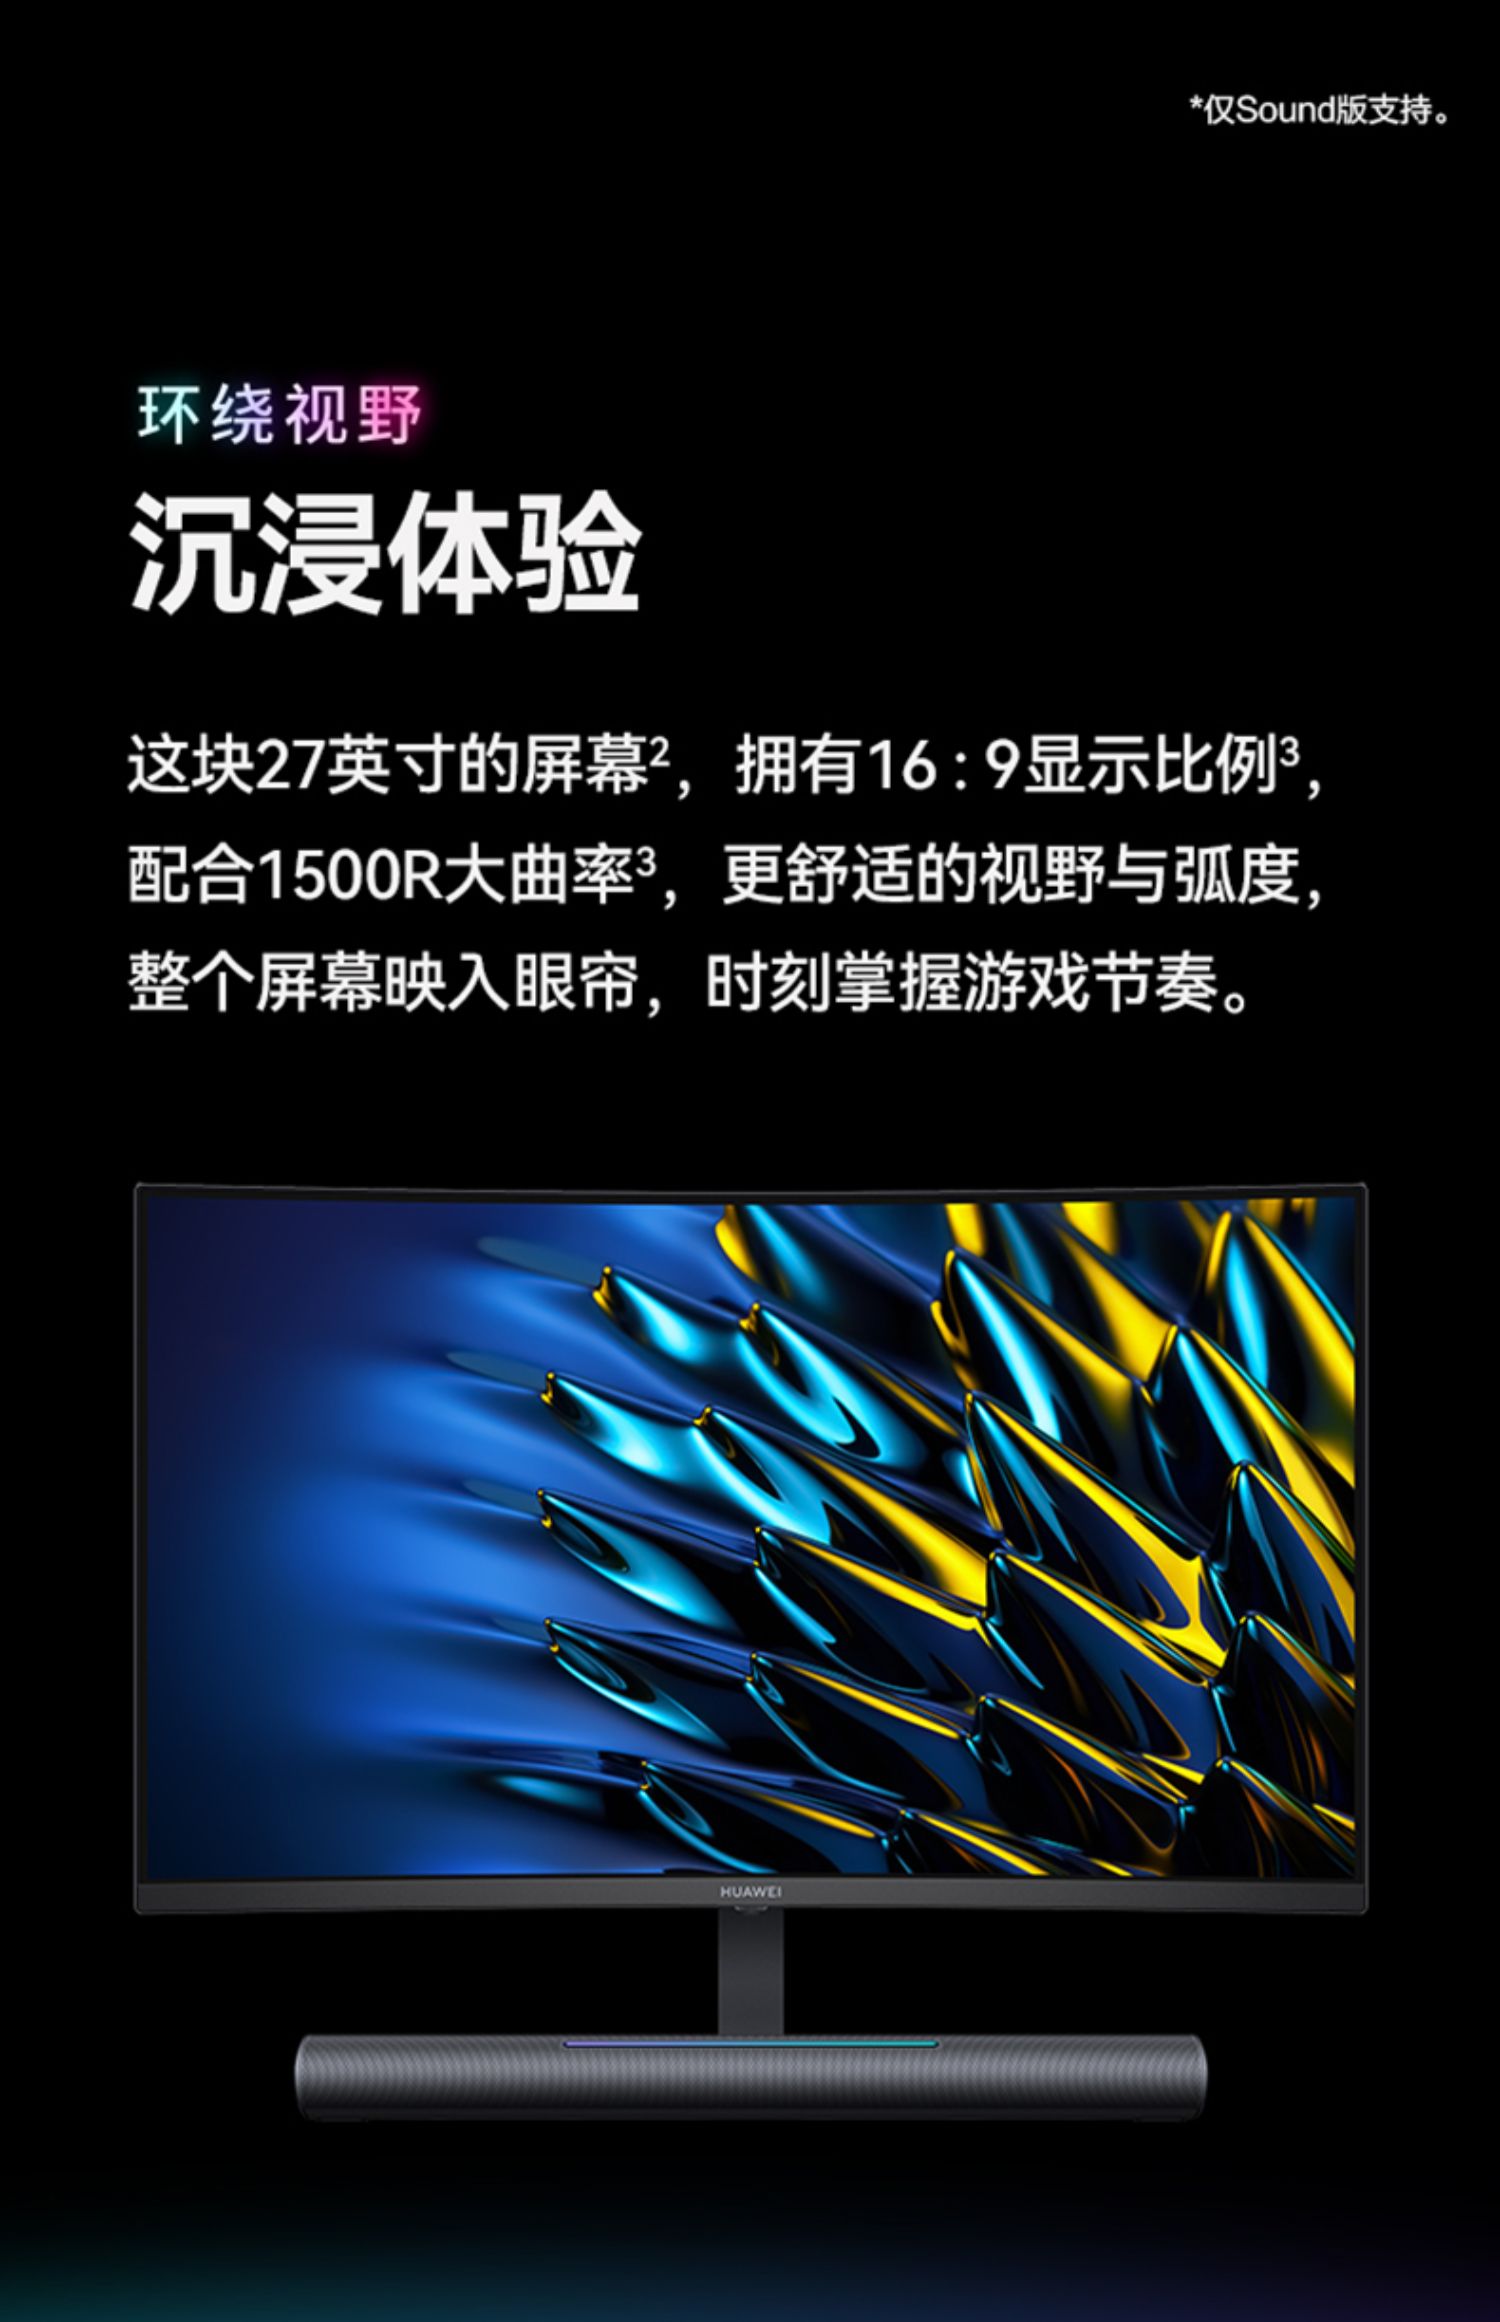 *仅Sound版支持。
环绕视野
沉浸体验
这块27英寸的屏幕²，拥有16:9显示比例³，
配合1500R大曲率³，更舒适的视野与弧度，
整个屏幕映入眼帘，时刻掌握游戏节奏。
HUAWEI